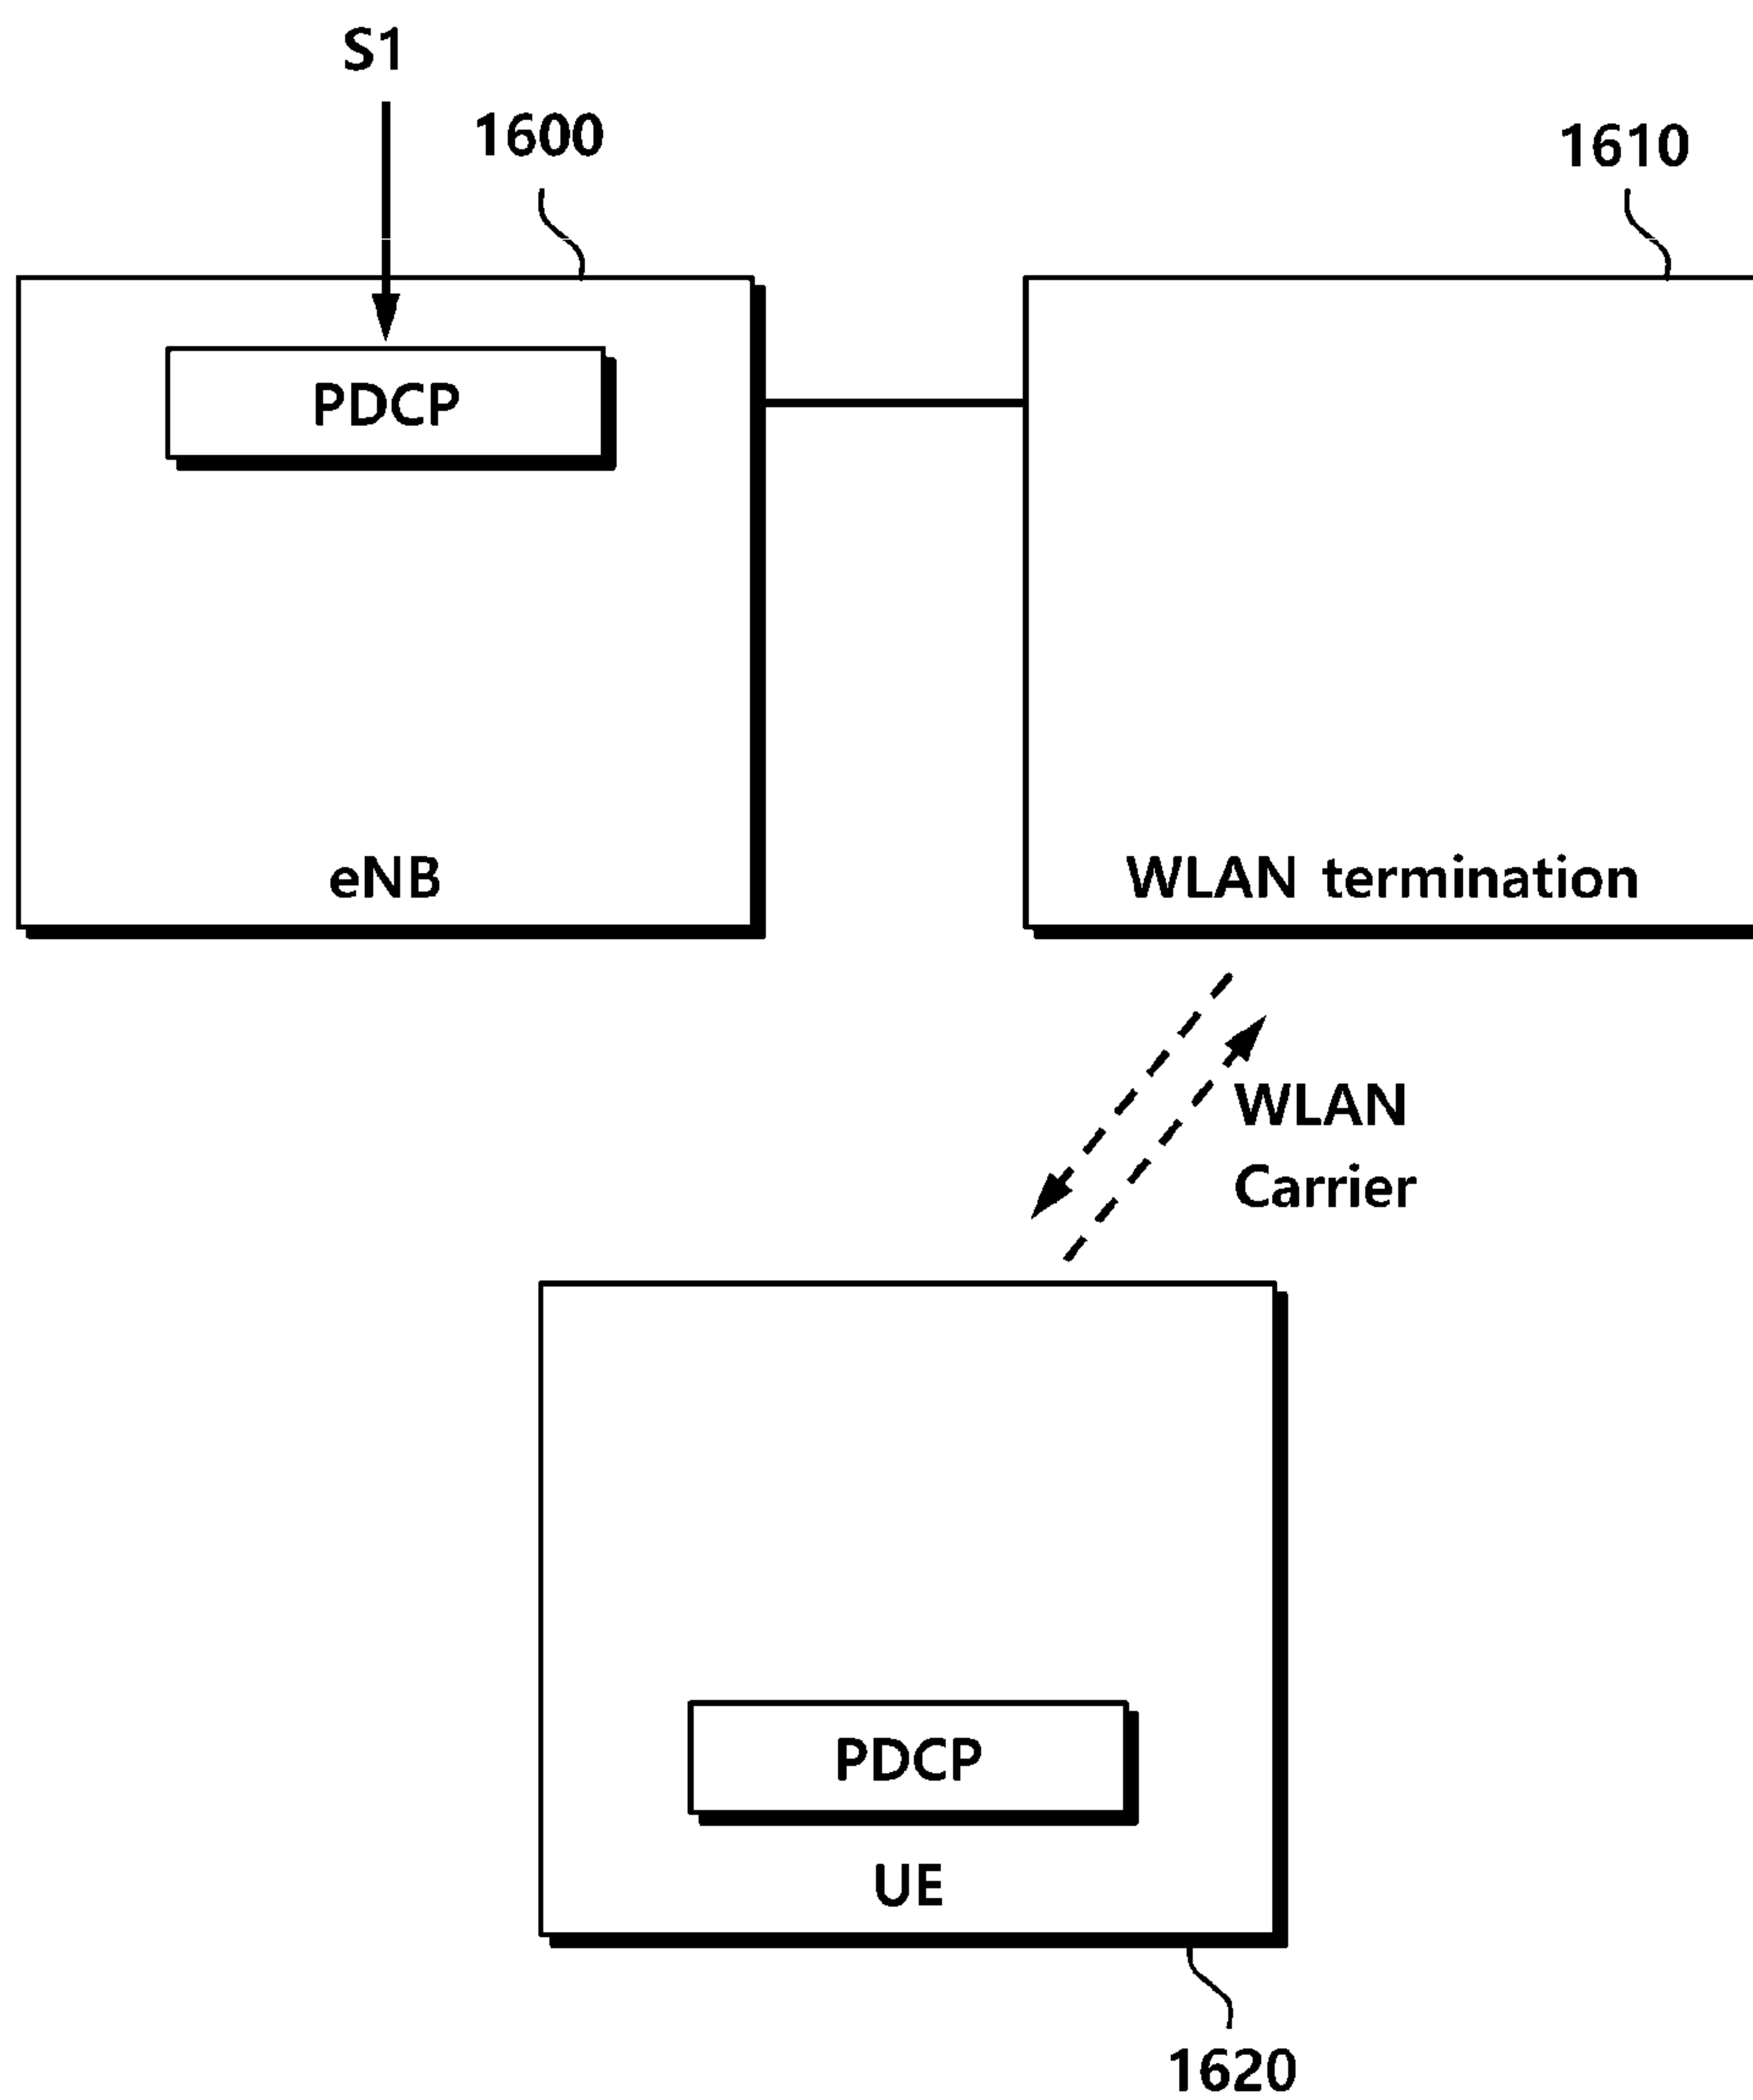 S1
1600
1610
PDCP
eNB
WLAN termination
WLAN
Carrier
PDCP
UE
1620